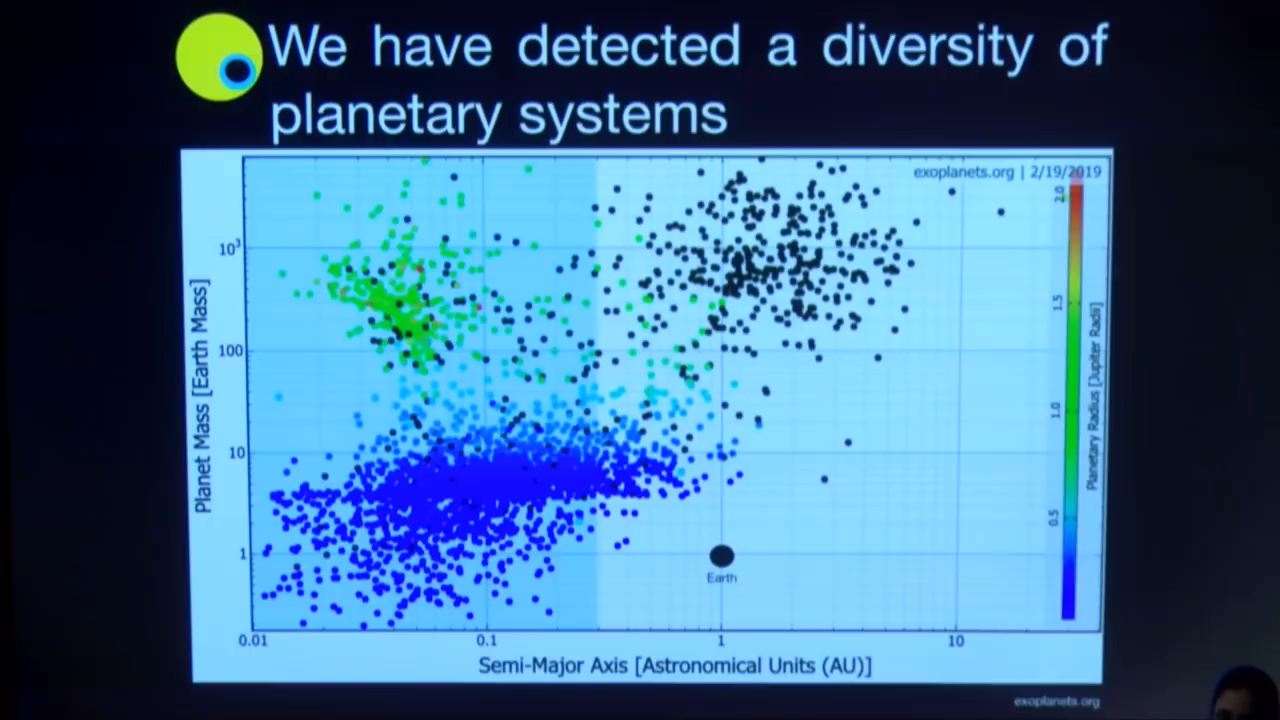 We have detected a diversity of
planetary systems
exoplanets.org | 2/19/2019
2.0
10³
1.5
100
1.0
10
0.5
1
Earth
Planet Mass [Earth Mass]
Planetary Radius [Jupiter Radii]
0.01 0.1 1 10
Semi-Major Axis [Astronomical Units (AU)]
exoplanets.org